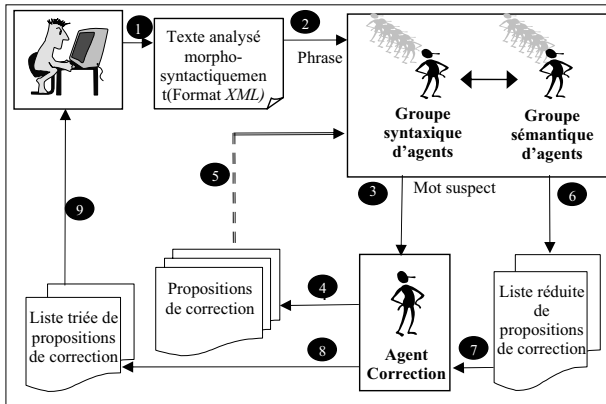 1
Texte analysé
morpho-
syntactiquemen
t(Format XML)
2
Phrase
Groupe
syntaxique
d'agents
Groupe
sémantique
d'agents
3
Mot suspect
6
5
9
Propositions
de correction
4
Agent
Correction
Liste réduite
de
propositions
de correction
7
8
Liste triée de
propositions
de correction